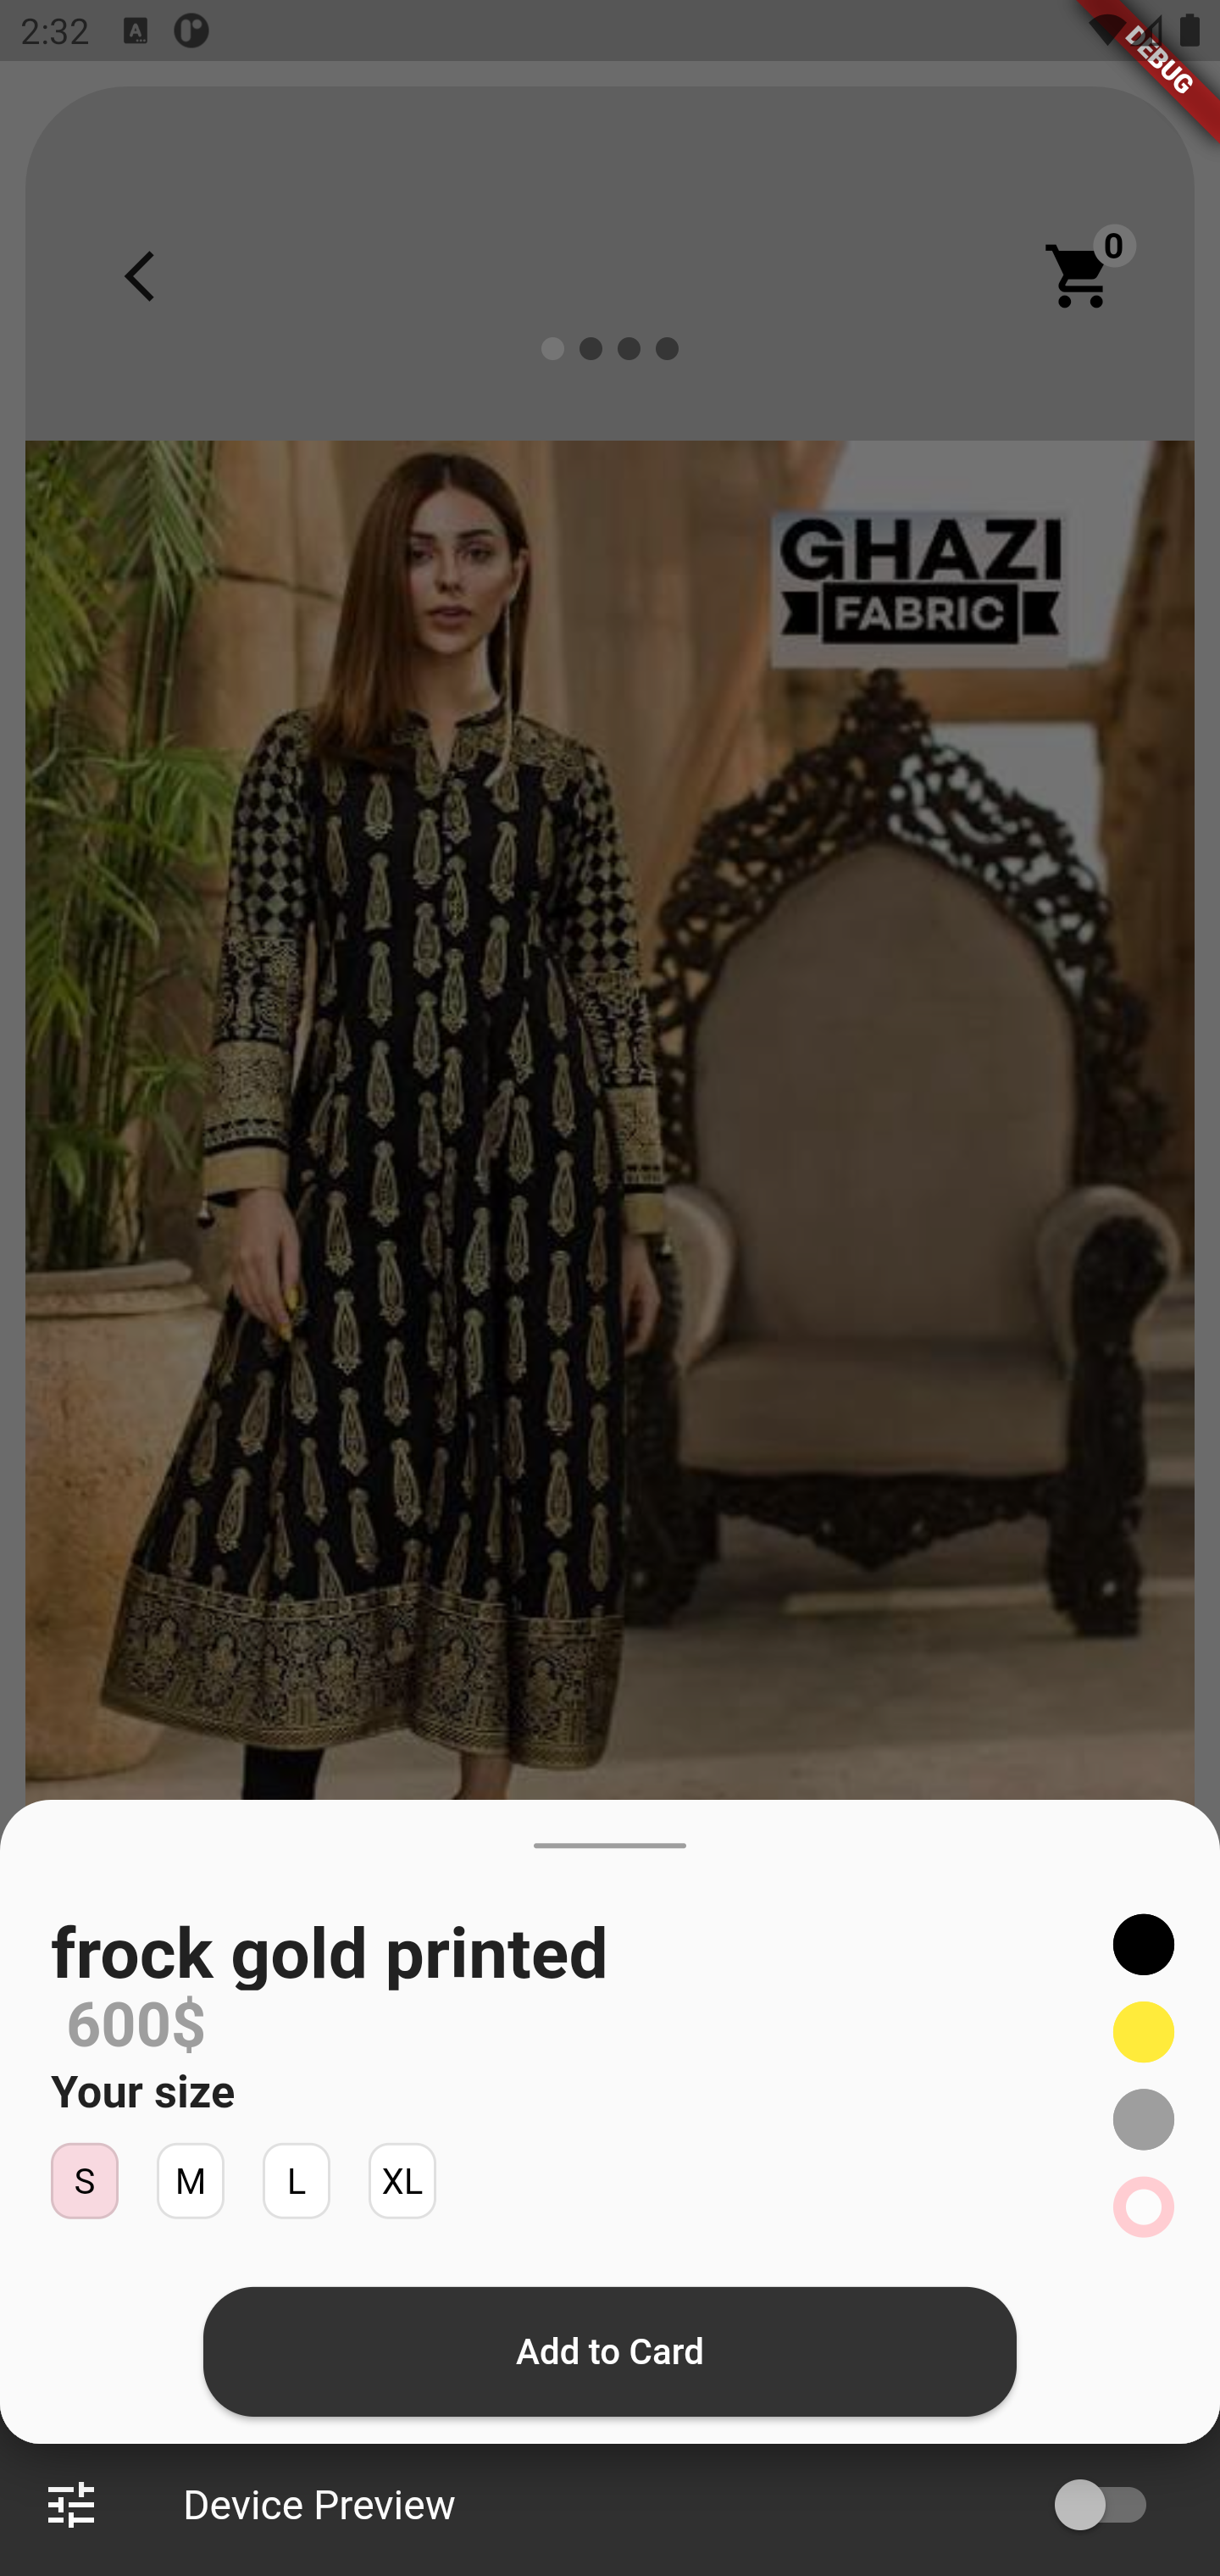 2:32
A
DEBUG
0
GHAZI
FABRIC
frock gold printed
600$
Your size
S M L XL
Add to Card
Device Preview